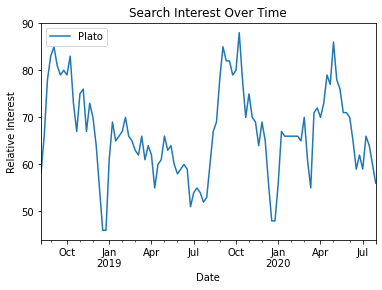 Search Interest Over Time
Plato
Relative Interest
90
80
70
60
50
Oct
Jan
2019
Apr
Jul
Oct
Jan
2020
Apr
Jul
Date